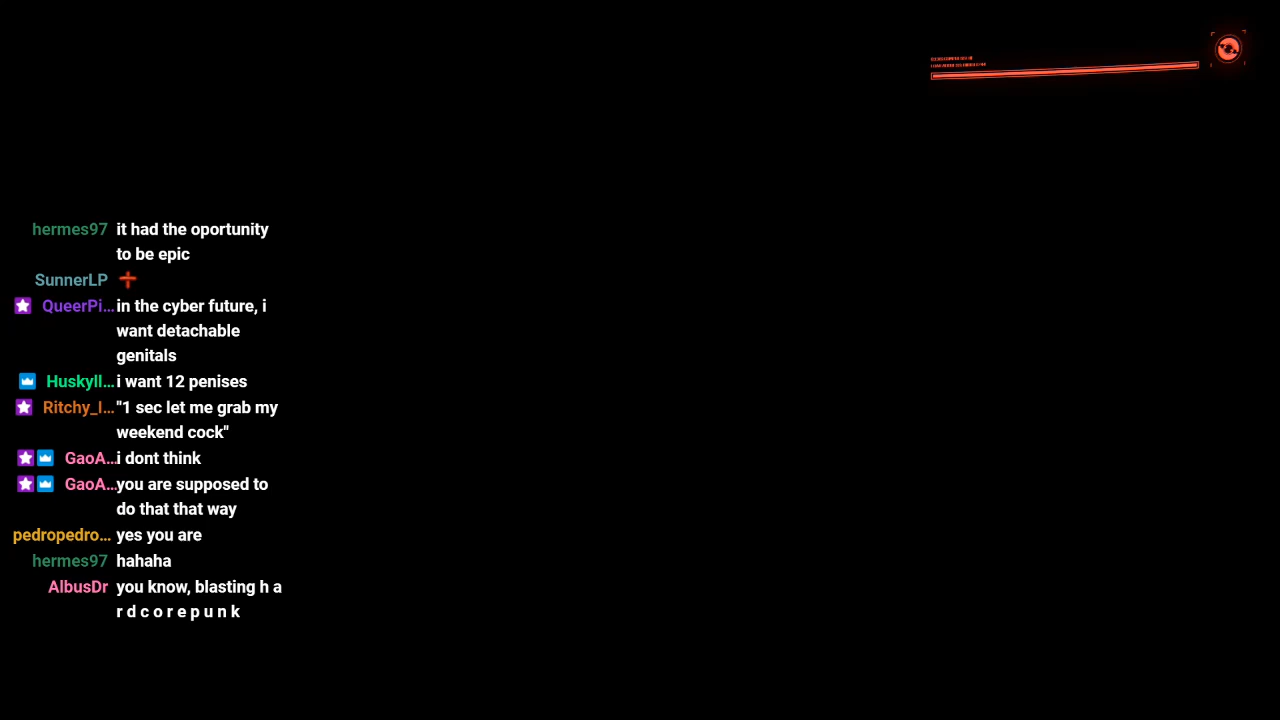 hermes97 it had the oportunity
to be epic
SunnerLP
QueerPi... in the cyber future, i
want detachable
genitals
Huskyll... i want 12 penises
Ritchy_I... "1 sec let me grab my
weekend cock"
GaoA... i dont think
GaoA... you are supposed to
do that that way
pedropedro... yes you are
hermes97 hahaha
AlbusDr you know, blasting h a
r d c o r e p u n k